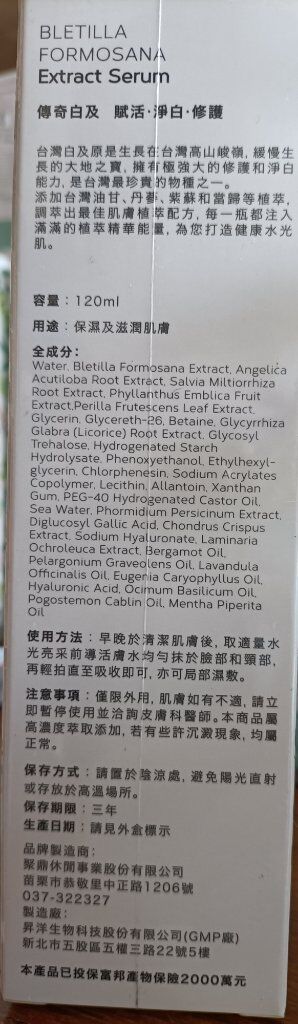 BLETILLA
FORMOSANA
Extract Serum
傳奇白及 賦活·淨白·修護
台灣白及原是生長在台灣高山峻嶺, 緩慢生
長的大地之寶, 擁有極強大的修護和淨白
能力, 是台灣最珍貴的物種之一。
添加台灣油甘、丹蔘、紫蘇和當歸等植萃,
調萃出最佳肌膚植萃配方, 每一瓶都注入
滿滿的植萃精華能量, 為您打造健康水光
肌。
容量:120ml
用途:保濕及滋潤肌膚
全成分:
Water, Bletilla Formosana Extract, Angelica
Acutiloba Root Extract, Salvia Miltiorrhiza
Root Extract, Phyllanthus Emblica Fruit
Extract,Perilla Frutescens Leaf Extract,
Glycerin, Glycereth-26, Betaine, Glycyrrhiza
Glabra (Licorice) Root Extract, Glycosyl
Trehalose, Hydrogenated Starch
Hydrolysate, Phenoxyethanol, Ethylhexyl-
glycerin, Chlorphenesin, Sodium Acrylates
Copolymer, Lecithin, Allantoin, Xanthan
Gum, PEG-40 Hydrogenated Castor Oil,
Sea Water, Phormidium Persicinum Extract,
Diglucosyl Gallic Acid, Chondrus Crispus
Extract, Sodium Hyaluronate, Laminaria
Ochroleuca Extract, Bergamot Oil,
Pelargonium Graveolens Oil, Lavandula
Officinalis Oil, Eugenia Caryophyllus Oil,
Hyaluronic Acid, Ocimum Basilicum Oil,
Pogostemon Cablin Oil, Mentha Piperita
Oil
使用方法:早晚於清潔肌膚後, 取適量水
光亮采前導活膚水均勻抹於臉部和頸部,
再輕拍直至吸收即可, 亦可局部濕敷。
注意事項:僅限外用, 肌膚如有不適, 請立
即暫停使用並洽詢皮膚科醫師。本商品屬
高濃度萃取添加, 若有些許沉澱現象, 均屬
正常。
保存方式:請置於陰涼處, 避免陽光直射
或存放於高溫場所。
保存期限:三年
生產日期:請見外盒標示
品牌製造商:
聚鼎休閒事業股份有限公司
苗栗市恭敬里中正路1206號
037-322327
製造廠:
昇洋生物科技股份有限公司(GMP廠)
新北市五股區五權三路22號5樓
本產品已投保富邦產物保險2000萬元